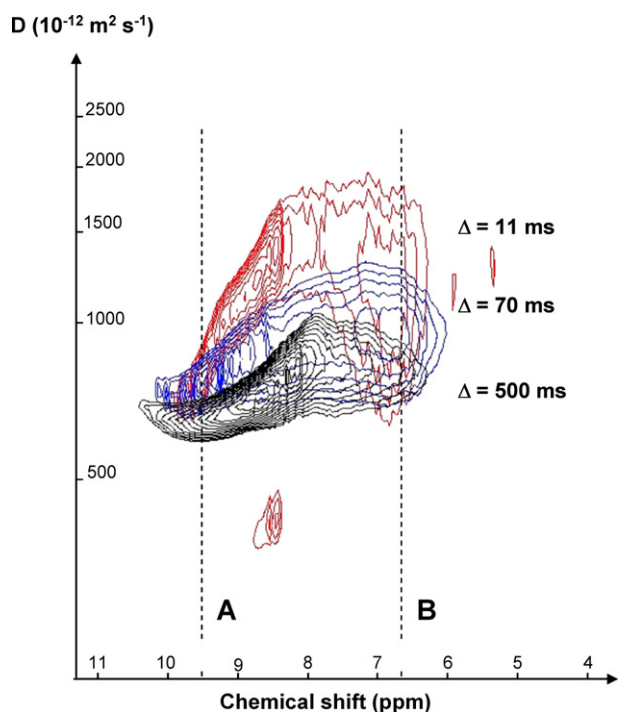 D (10⁻¹² m² s⁻¹)
2500
2000
1500
Δ = 11 ms
Δ = 70 ms
1000
Δ = 500 ms
500
A B
11 10 9 8 7 6 5 4
Chemical shift (ppm)